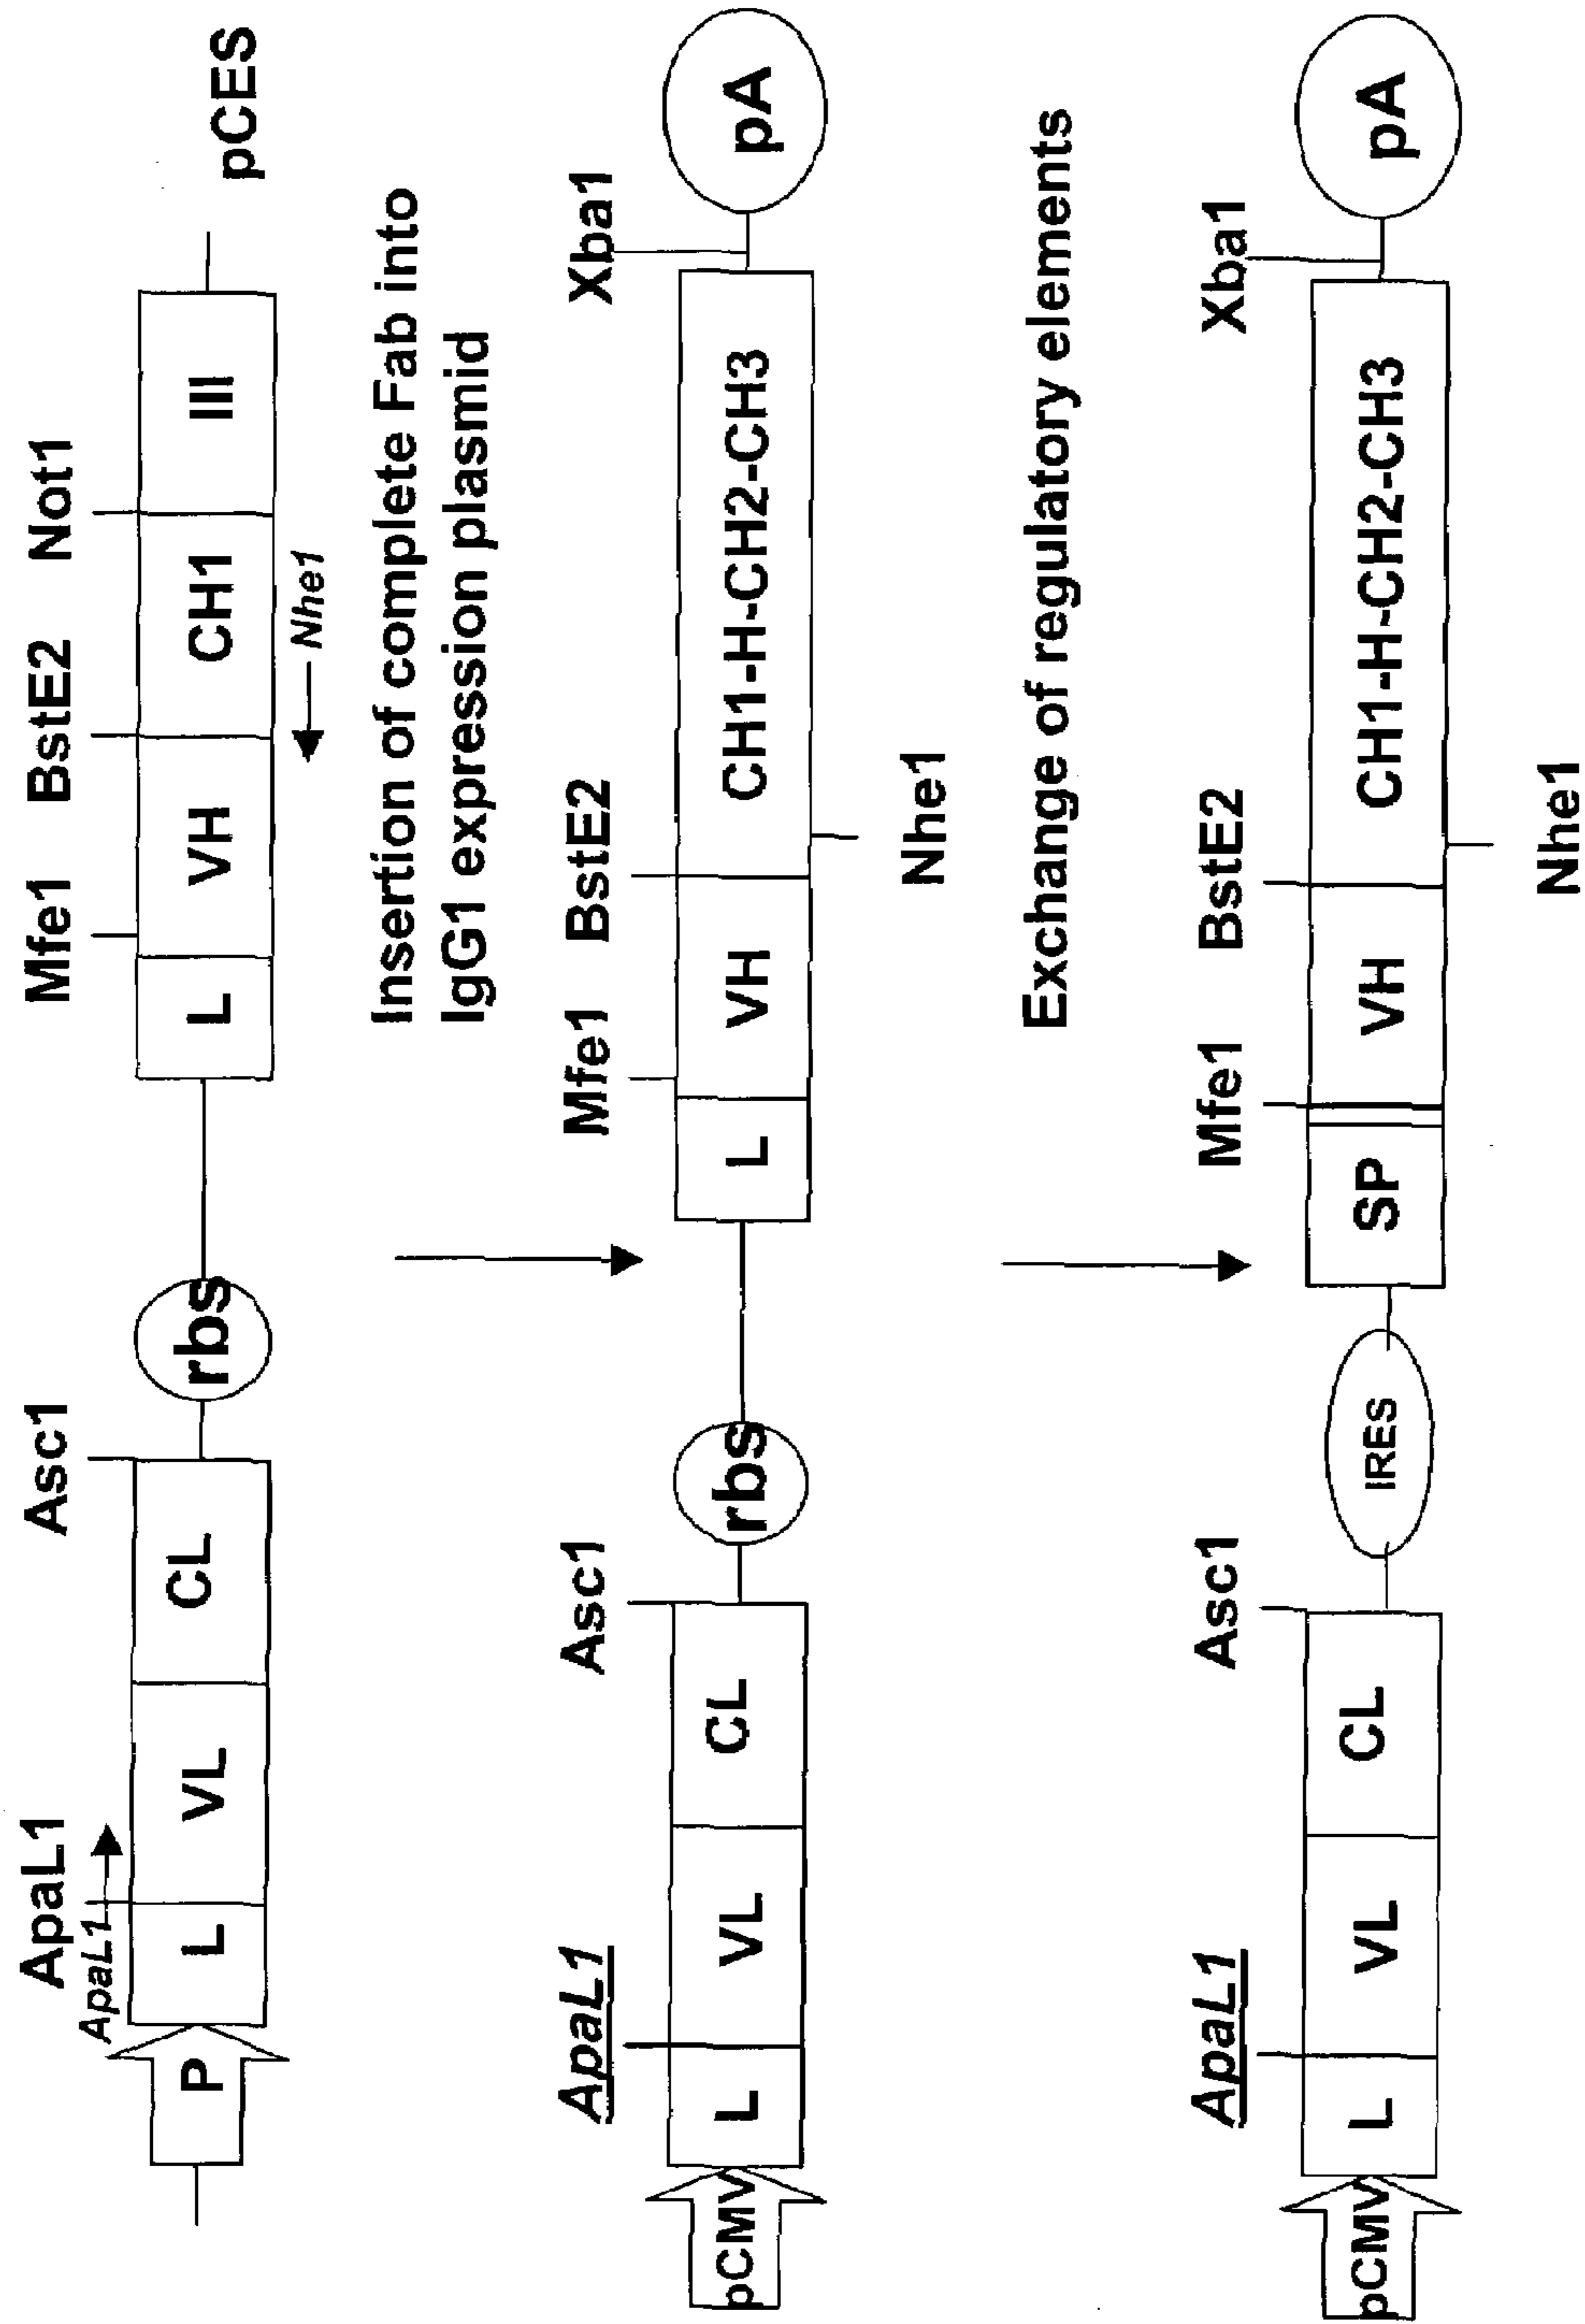 ApaL1 Asc1 Mfe1 BstE2 Not1
ApaL1
P L VL CL rbs L VH CH1 III pCES
Nhe1
Insertion of complete Fab into
IgG1 expression plasmid
ApaL1 Asc1 Mfe1 BstE2 Xba1
pCMV L VL CL rbs L VH CH1-H-CH2-CH3 pA
Nhe1
Exchange of regulatory elements
ApaL1 Asc1 Mfe1 BstE2 Xba1
pCMV L VL CL IRES SP VH CH1-H-CH2-CH3 pA
Nhe1